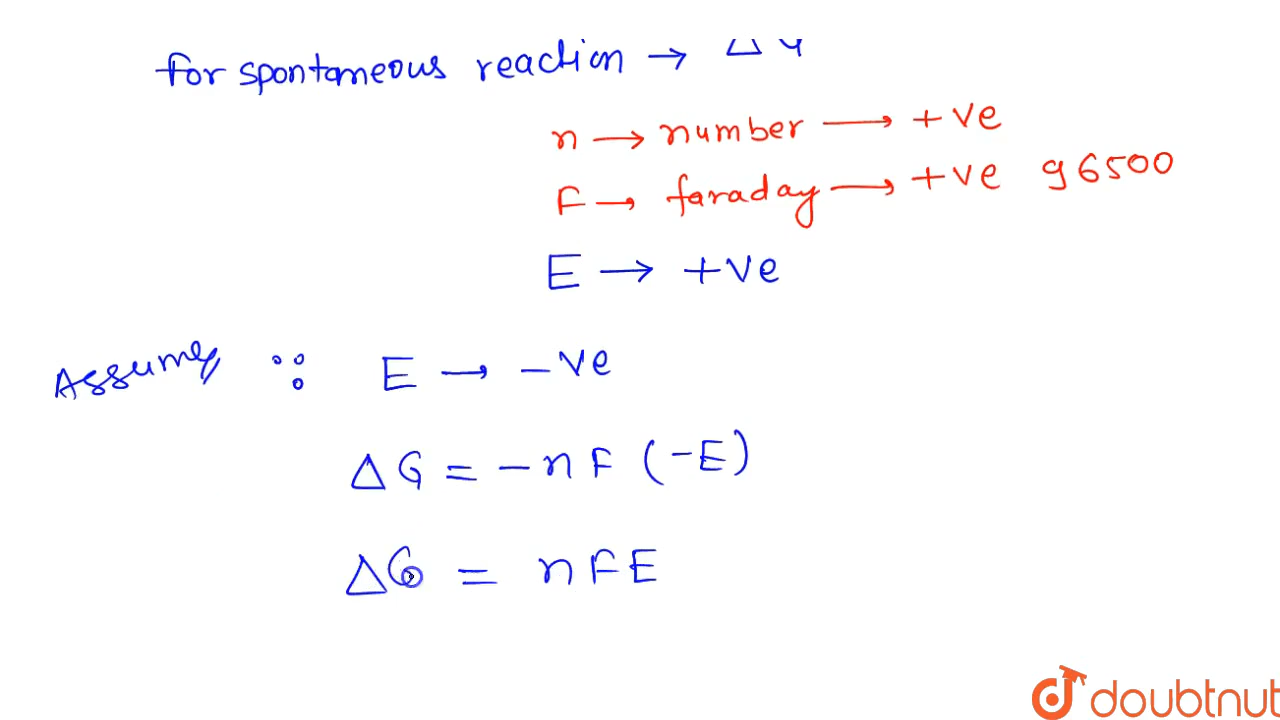 for spontaneous reaction → Δ G
n → number → +ve
F → faraday → +ve 96500
E → +ve
Assume, ∵ E → -ve
ΔG = -nF (-E)
ΔG = nFE
doubtnut